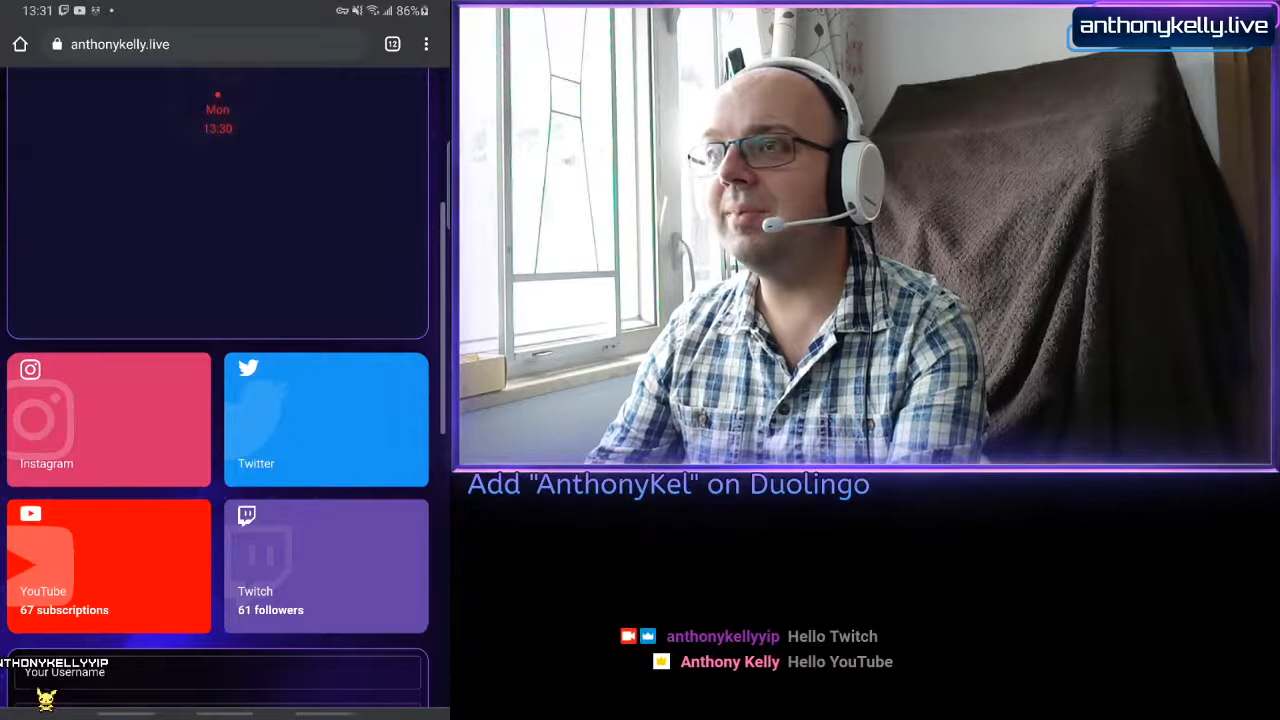 13:31
86%
anthonykelly.live
12
Mon
13:30
Instagram
Twitter
YouTube
67 subscriptions
Twitch
61 followers
NTHONYKELLYYIP
Your Username
anthonykelly.live
Add "AnthonyKel" on Duolingo
anthonykellyyip Hello Twitch
Anthony Kelly Hello YouTube